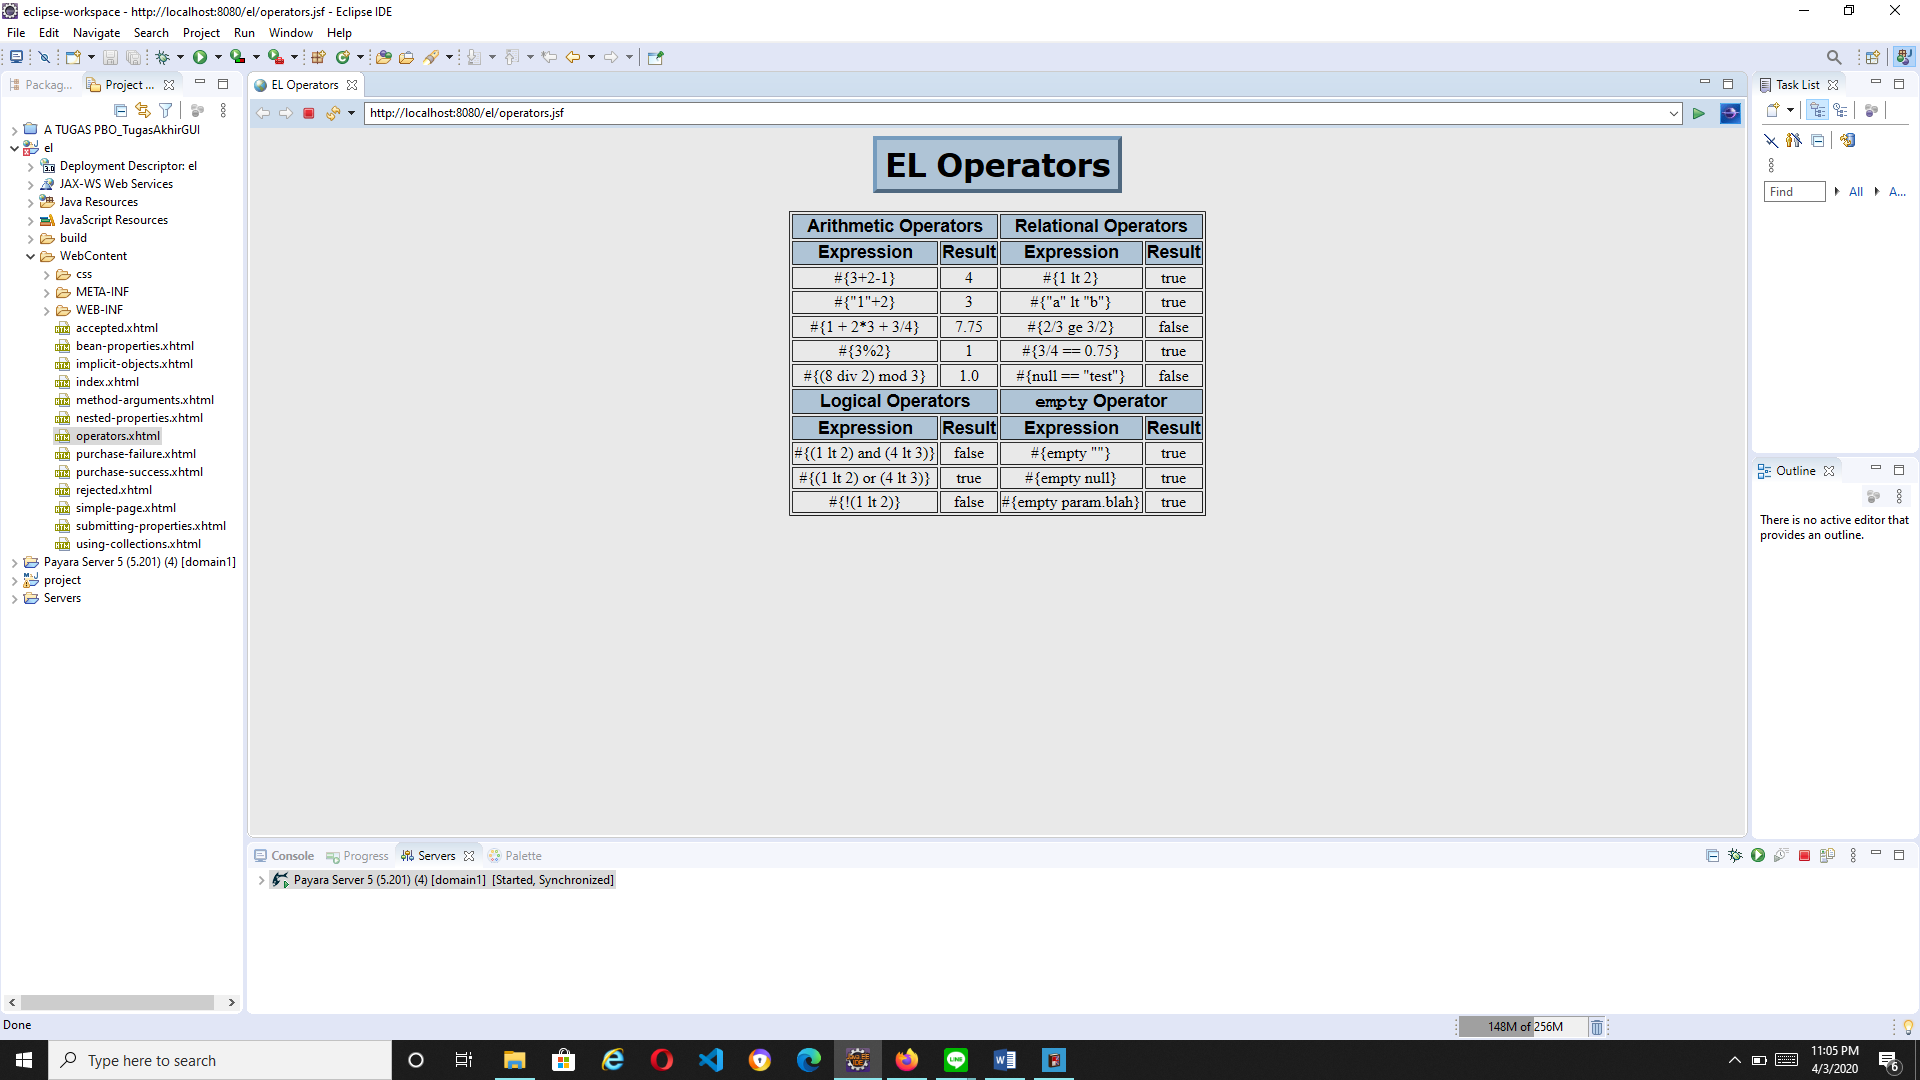 eclipse-workspace - http://localhost:8080/el/operators.jsf - Eclipse IDE
File Edit Navigate Search Project Run Window Help
Packag... Project ...
A TUGAS PBO_TugasAkhirGUI
el
Deployment Descriptor: el
JAX-WS Web Services
Java Resources
JavaScript Resources
build
WebContent
css
META-INF
WEB-INF
accepted.xhtml
bean-properties.xhtml
implicit-objects.xhtml
index.xhtml
method-arguments.xhtml
nested-properties.xhtml
operators.xhtml
purchase-failure.xhtml
purchase-success.xhtml
rejected.xhtml
simple-page.xhtml
submitting-properties.xhtml
using-collections.xhtml
Payara Server 5 (5.201) (4) [domain1]
project
Servers
EL Operators
http://localhost:8080/el/operators.jsf
EL Operators
Arithmetic Operators Relational Operators
Expression Result Expression Result
#{3+2-1} 4 #{1 lt 2} true
#{"1"+2} 3 #{"a" lt "b"} true
#{1 + 2*3 + 3/4} 7.75 #{2/3 ge 3/2} false
#{3%2} 1 #{3/4 == 0.75} true
#{(8 div 2) mod 3} 1.0 #{null == "test"} false
Logical Operators empty Operator
Expression Result Expression Result
#{(1 lt 2) and (4 lt 3)} false #{empty ""} true
#{(1 lt 2) or (4 lt 3)} true #{empty null} true
#{!(1 lt 2)} false #{empty param.blah} true
Task List
Find All A...
Outline
There is no active editor that
provides an outline.
Console Progress Servers Palette
Payara Server 5 (5.201) (4) [domain1] [Started, Synchronized]
Done
148M of 256M
Type here to search
11:05 PM
4/3/2020
6